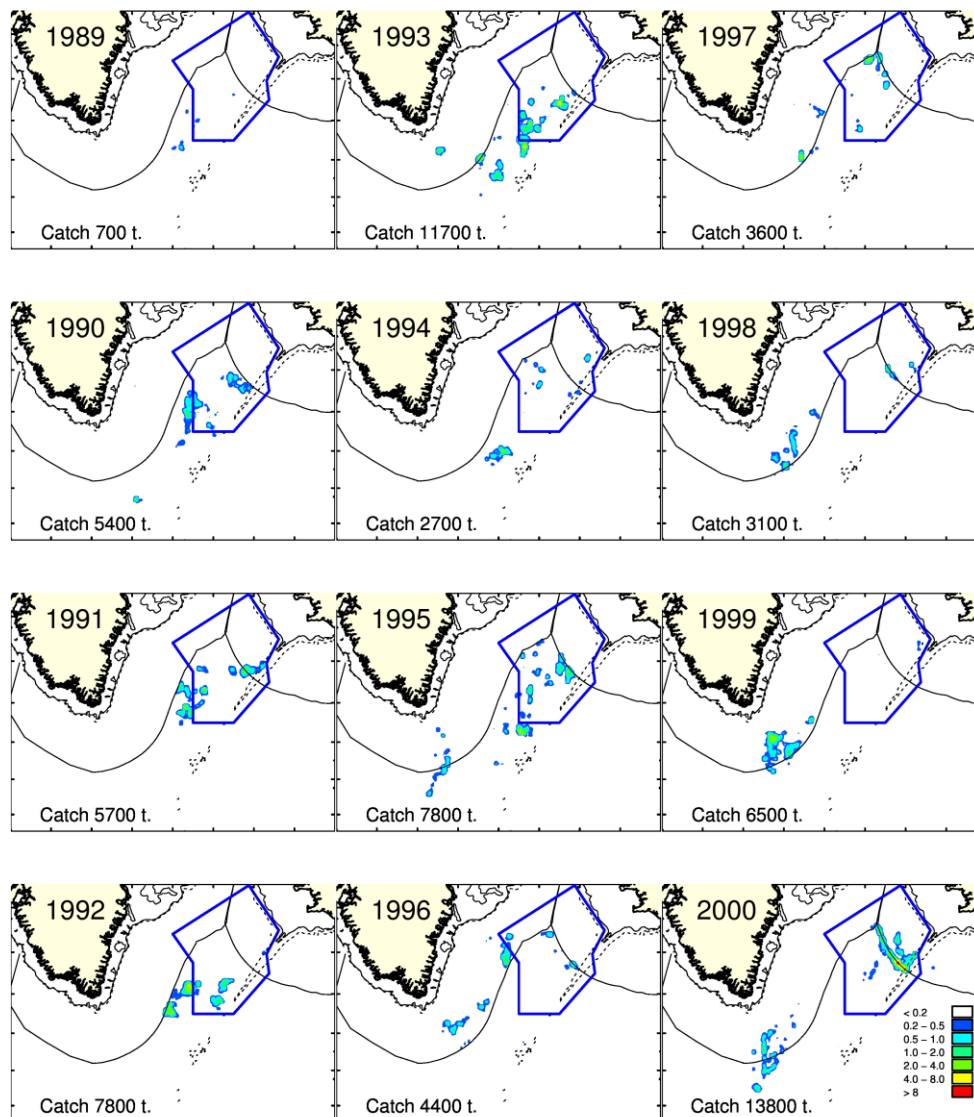 1989
1993
1997
Catch 700 t.
Catch 11700 t.
Catch 3600 t.
1990
1994
1998
Catch 5400 t.
Catch 2700 t.
Catch 3100 t.
1991
1995
1999
Catch 5700 t.
Catch 7800 t.
Catch 6500 t.
1992
1996
2000
< 0.2
0.2 – 0.5
0.5 – 1.0
1.0 – 2.0
2.0 – 4.0
4.0 – 8.0
> 8
Catch 7800 t.
Catch 4400 t.
Catch 13800 t.